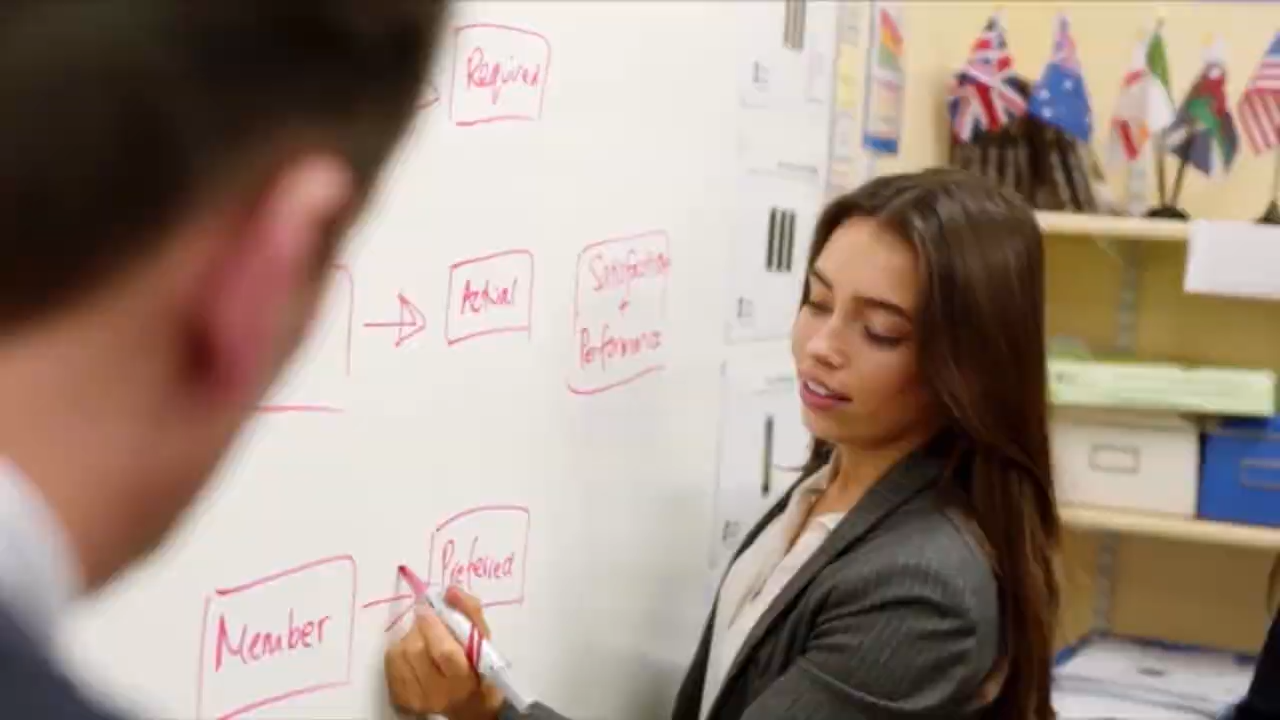 Required
Actual
Satisfaction
+
Performance
Preferred
Member